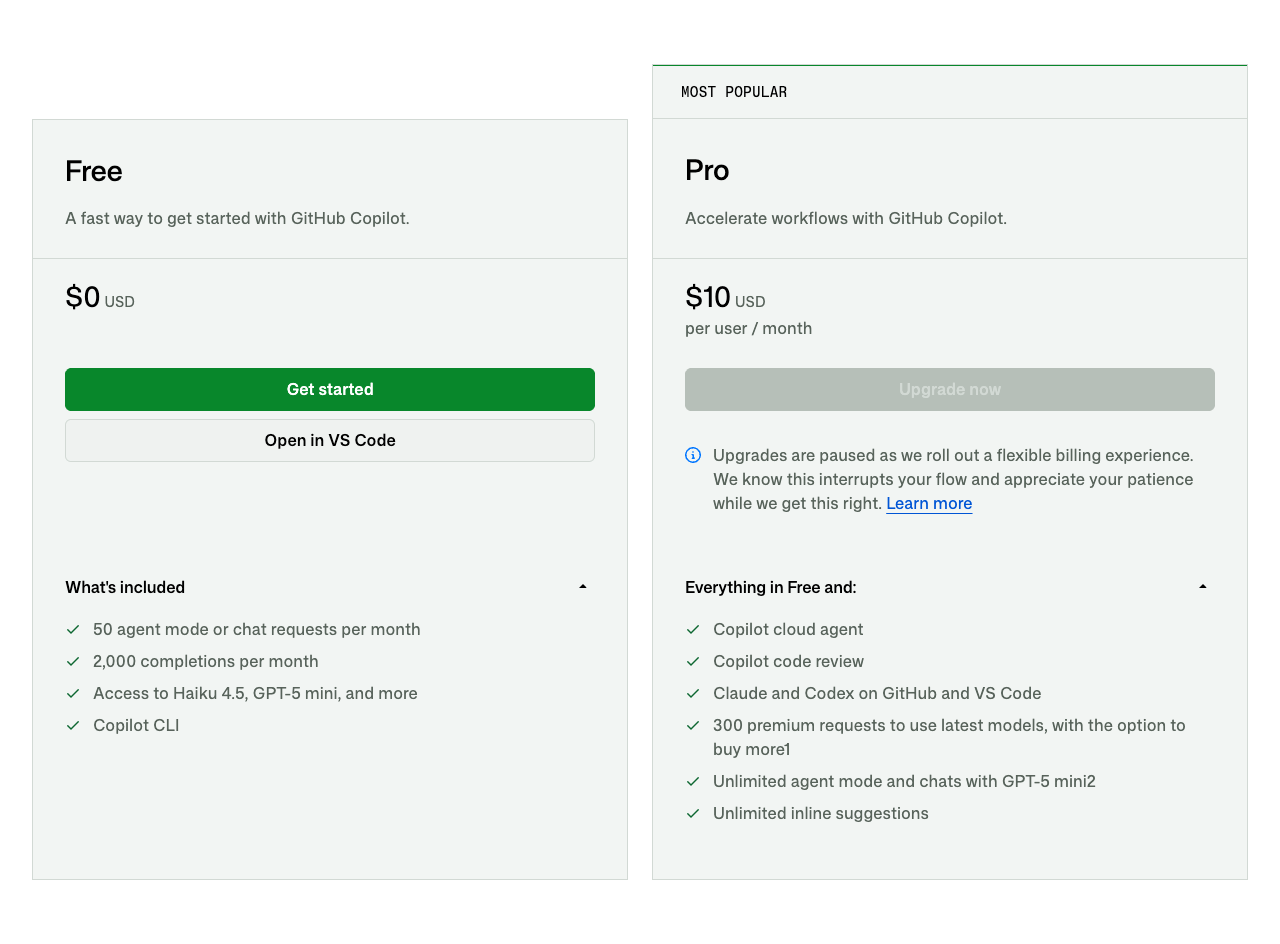 Free
A fast way to get started with GitHub Copilot.
$0 USD
Get started
Open in VS Code
What's included
50 agent mode or chat requests per month
2,000 completions per month
Access to Haiku 4.5, GPT-5 mini, and more
Copilot CLI
MOST POPULAR
Pro
Accelerate workflows with GitHub Copilot.
$10 USD
per user / month
Upgrade now
Upgrades are paused as we roll out a flexible billing experience.
We know this interrupts your flow and appreciate your patience
while we get this right. Learn more
Everything in Free and:
Copilot cloud agent
Copilot code review
Claude and Codex on GitHub and VS Code
300 premium requests to use latest models, with the option to
buy more1
Unlimited agent mode and chats with GPT-5 mini2
Unlimited inline suggestions